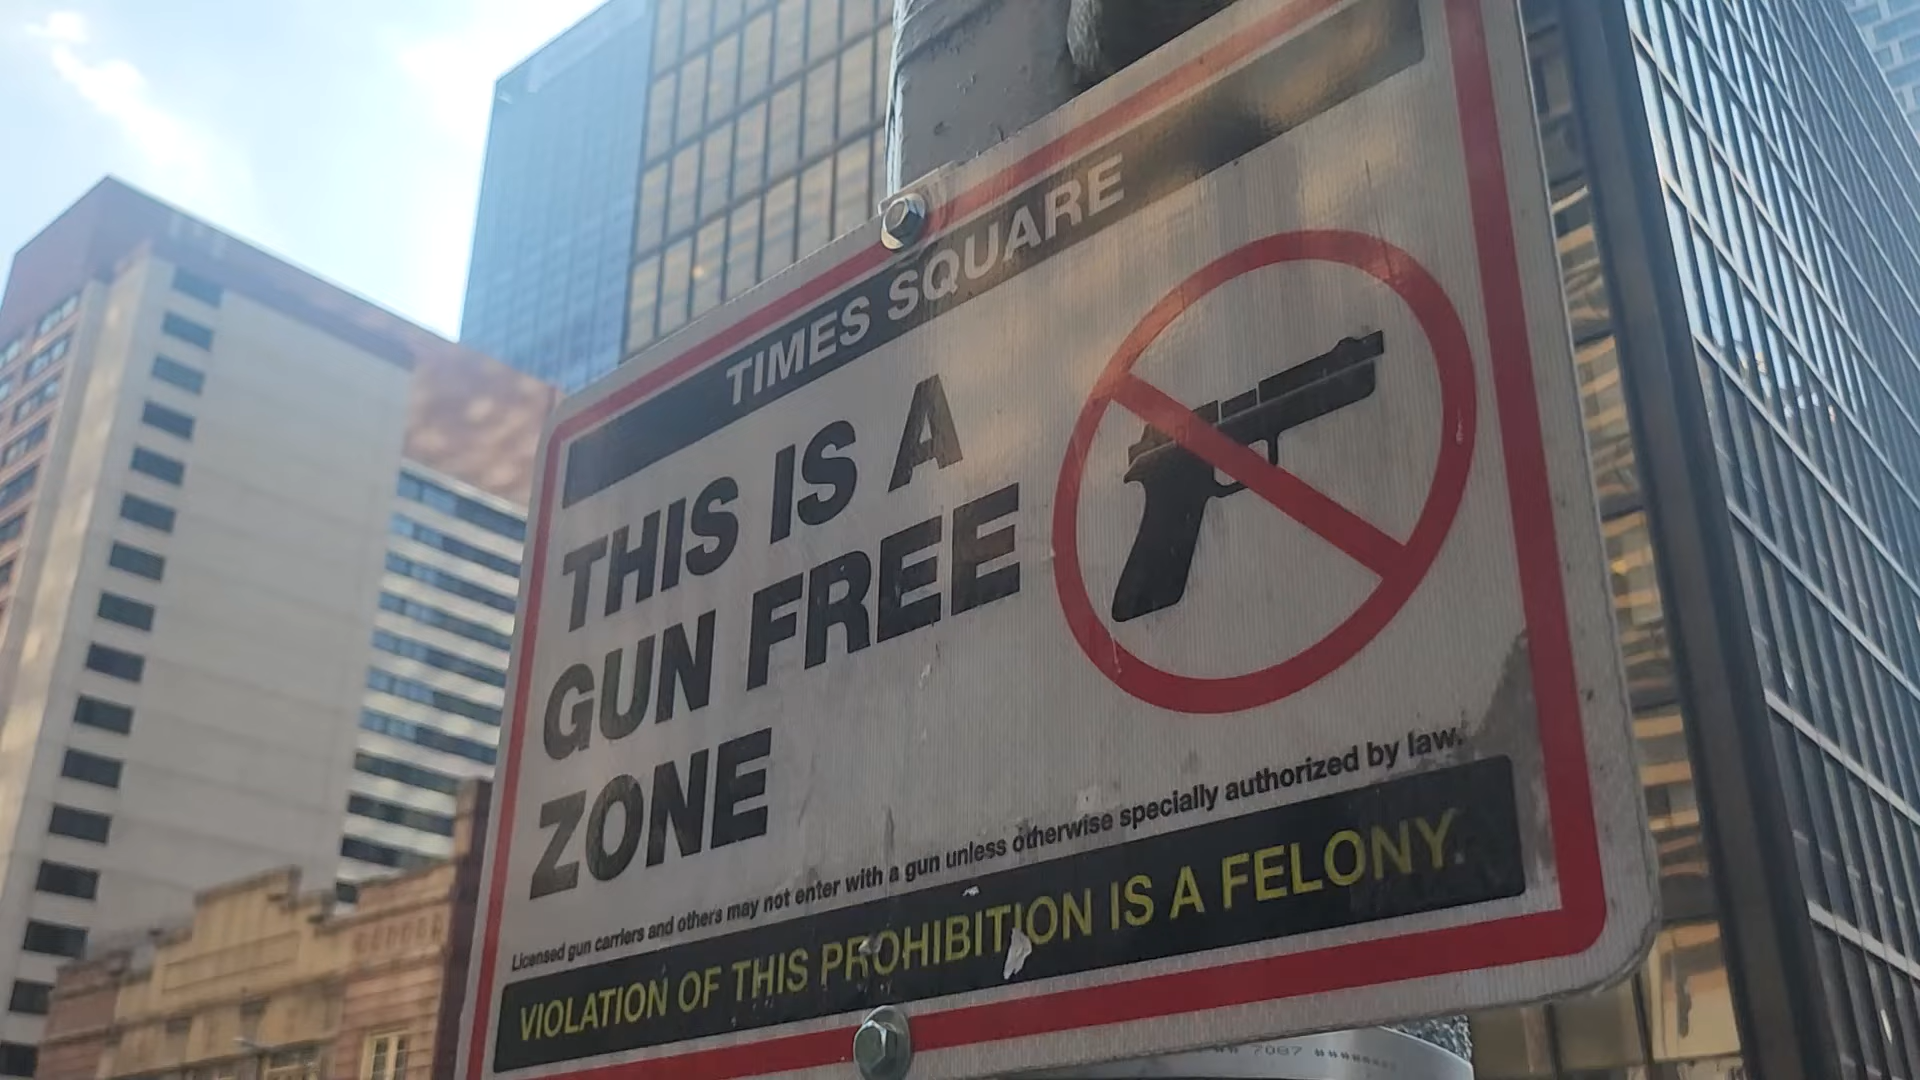 TIMES SQUARE
THIS IS A
GUN FREE
ZONE
Licensed gun carriers and others may not enter with a gun unless otherwise specially authorized by law.
VIOLATION OF THIS PROHIBITION IS A FELONY.
7087